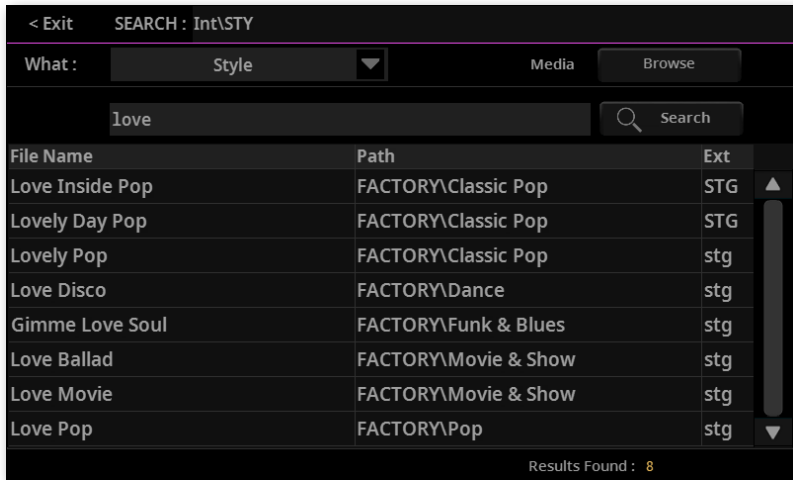 < Exit SEARCH : Int\STY
What : Style Media Browse
love Search
File Name Path Ext
Love Inside Pop FACTORY\Classic Pop STG
Lovely Day Pop FACTORY\Classic Pop STG
Lovely Pop FACTORY\Classic Pop stg
Love Disco FACTORY\Dance stg
Gimme Love Soul FACTORY\Funk & Blues stg
Love Ballad FACTORY\Movie & Show stg
Love Movie FACTORY\Movie & Show stg
Love Pop FACTORY\Pop stg
Results Found : 8